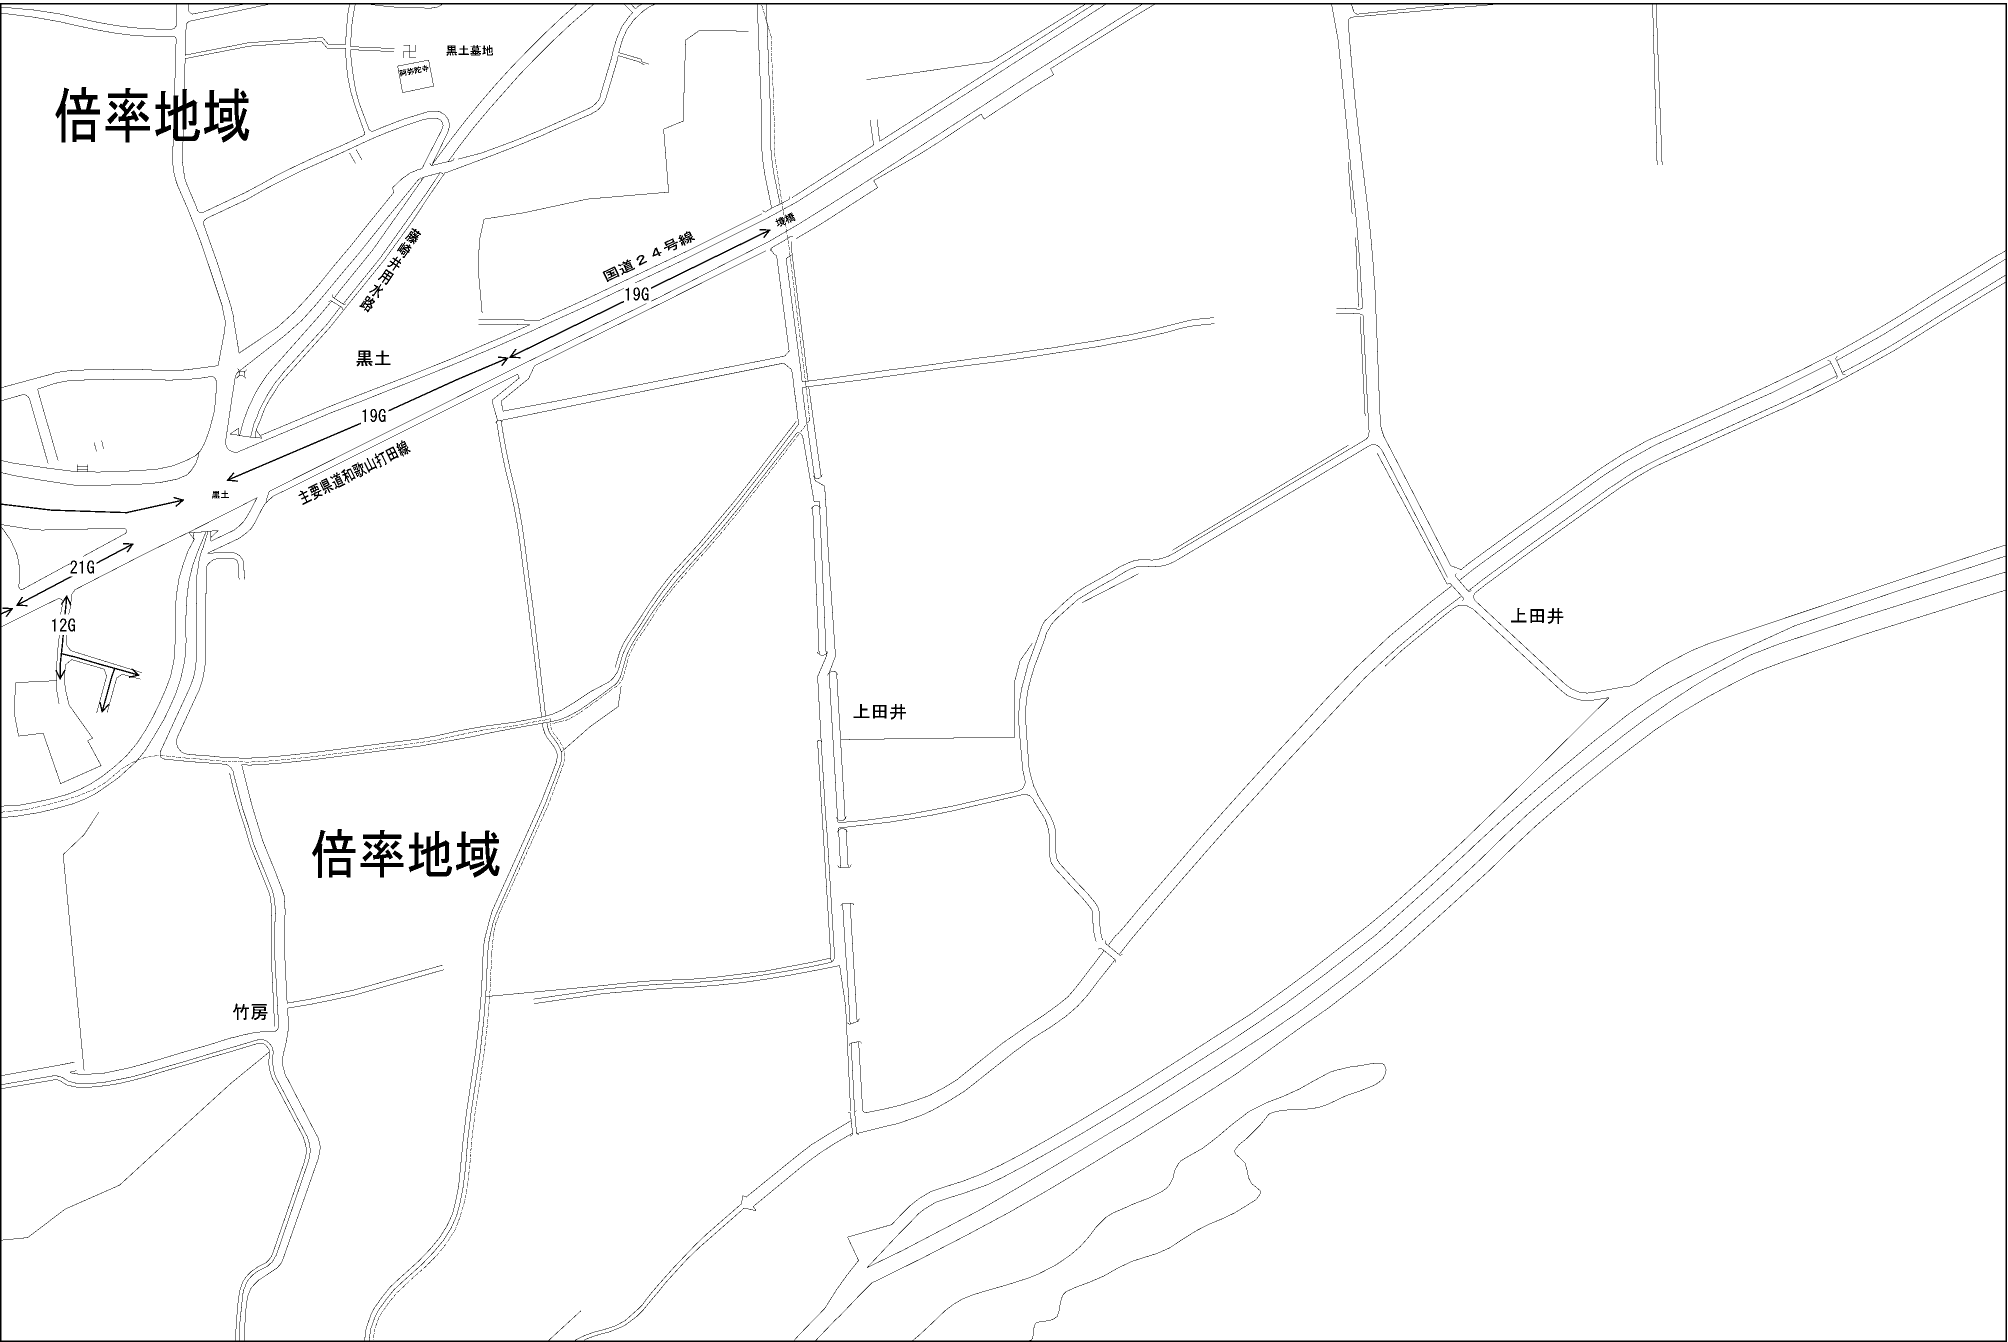 卍 黒土墓地
阿弥陀寺
倍率地域
境橋
国道24号線
藤崎井用水路
19G
黒土
19G
主要県道和歌山打田線
黒土
21G
12G
上田井
上田井
倍率地域
竹房